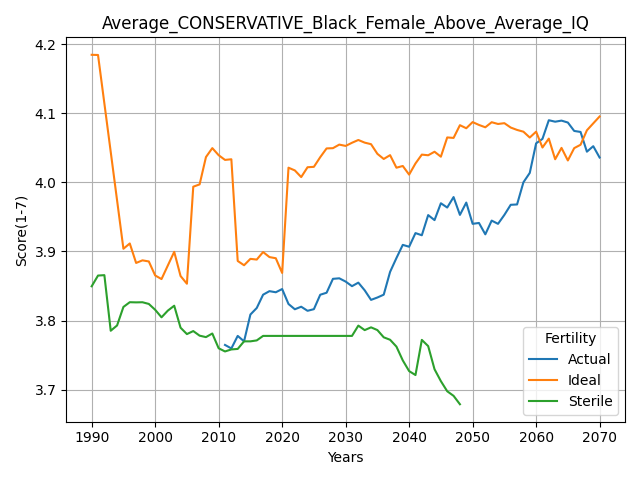 Average_CONSERVATIVE_Black_Female_Above_Average_IQ
4.2
4.1
4.0
3.9
3.8
3.7
Score(1-7)
1990 2000 2010 2020 2030 2040 2050 2060 2070
Years
Fertility
Actual
Ideal
Sterile